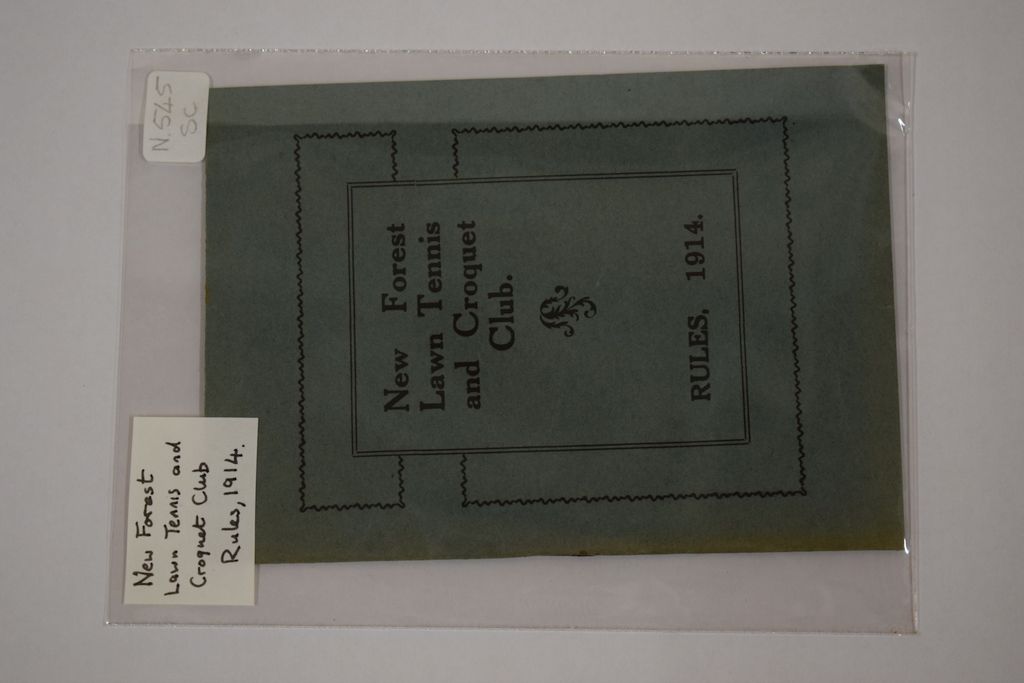 New Forest
Lawn Tennis and
Croquet Club
Rules, 1914.
N.545
SC
New Forest
Lawn Tennis
and Croquet
Club.
RULES, 1914.